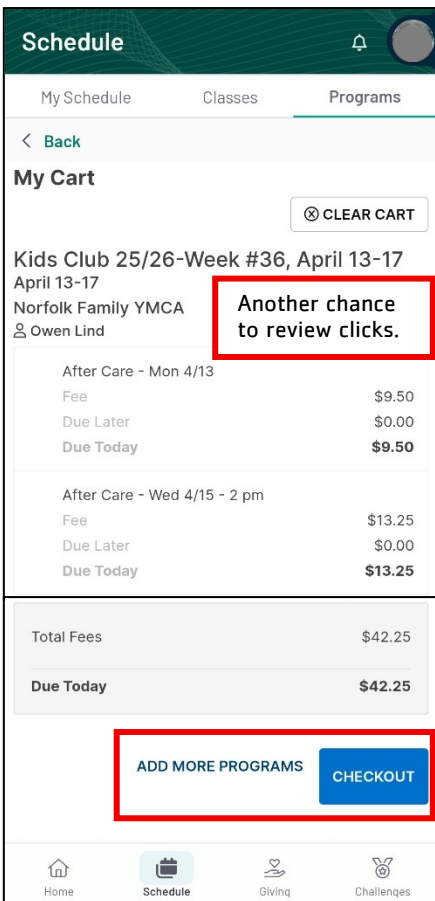 Schedule
My Schedule Classes Programs
< Back
My Cart
CLEAR CART
Kids Club 25/26-Week #36, April 13-17
April 13-17
Norfolk Family YMCA
Owen Lind
Another chance
to review clicks.
After Care - Mon 4/13
Fee $9.50
Due Later $0.00
Due Today $9.50
After Care - Wed 4/15 - 2 pm
Fee $13.25
Due Later $0.00
Due Today $13.25
Total Fees $42.25
Due Today $42.25
ADD MORE PROGRAMS CHECKOUT
Home Schedule Giving Challenges